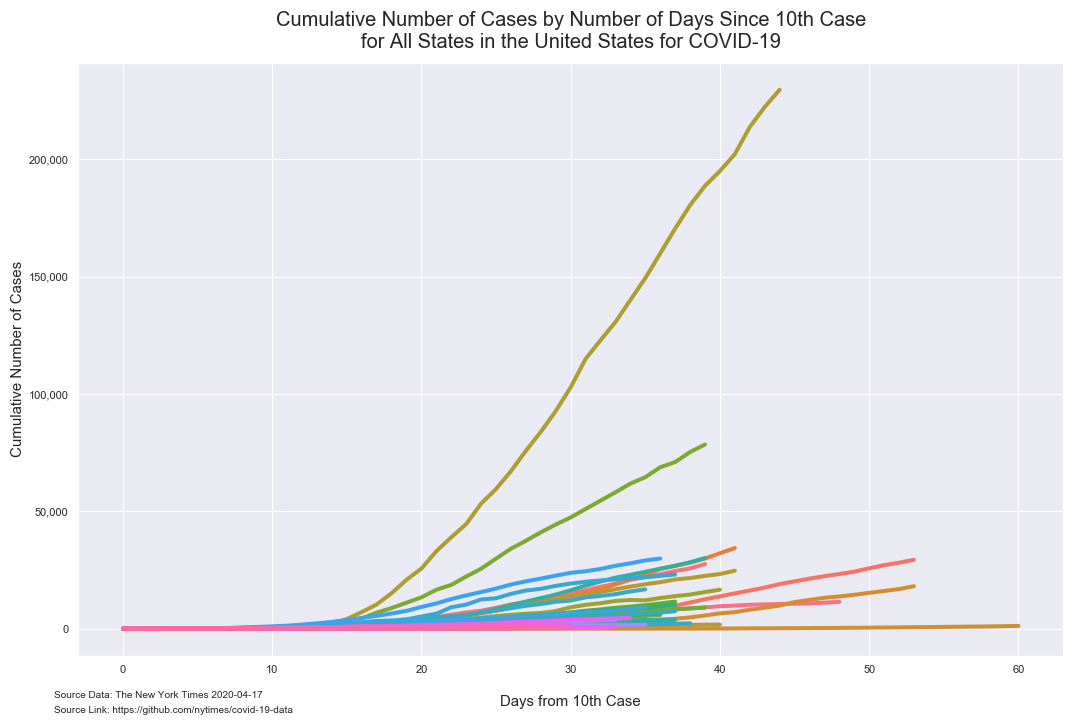 Cumulative Number of Cases by Number of Days Since 10th Case
for All States in the United States for COVID-19
Cumulative Number of Cases
200,000
150,000
100,000
50,000
0
0 10 20 30 40 50 60
Days from 10th Case
Source Data: The New York Times 2020-04-17
Source Link: https://github.com/nytimes/covid-19-data